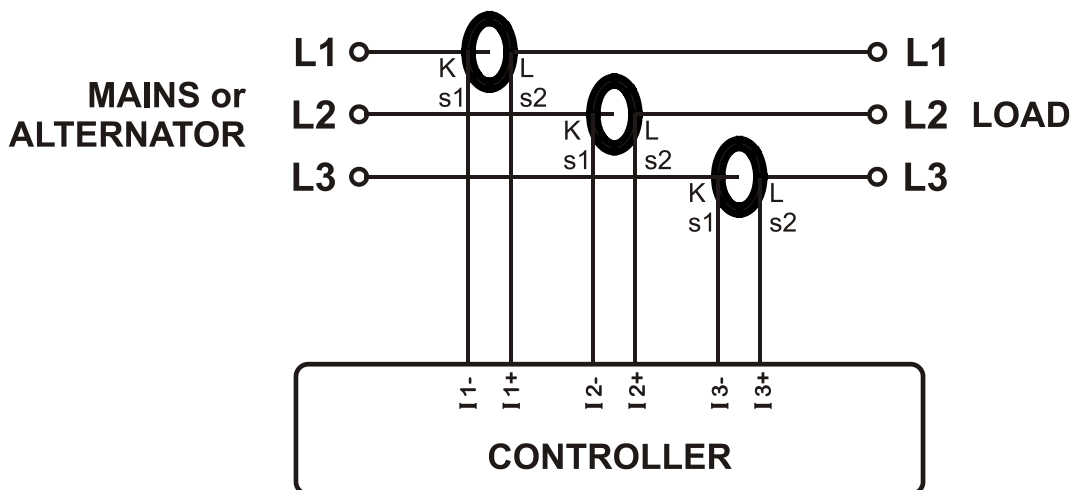 L1 L1
K L
s1 s2
MAINS or
ALTERNATOR
L2 L2 LOAD
K L
s1 s2
L3 L3
K L
s1 s2
I1- I1+ I2- I2+ I3- I3+
CONTROLLER